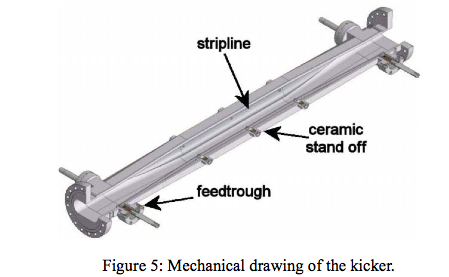 stripline
ceramic
stand off
feedtrough
Figure 5: Mechanical drawing of the kicker.